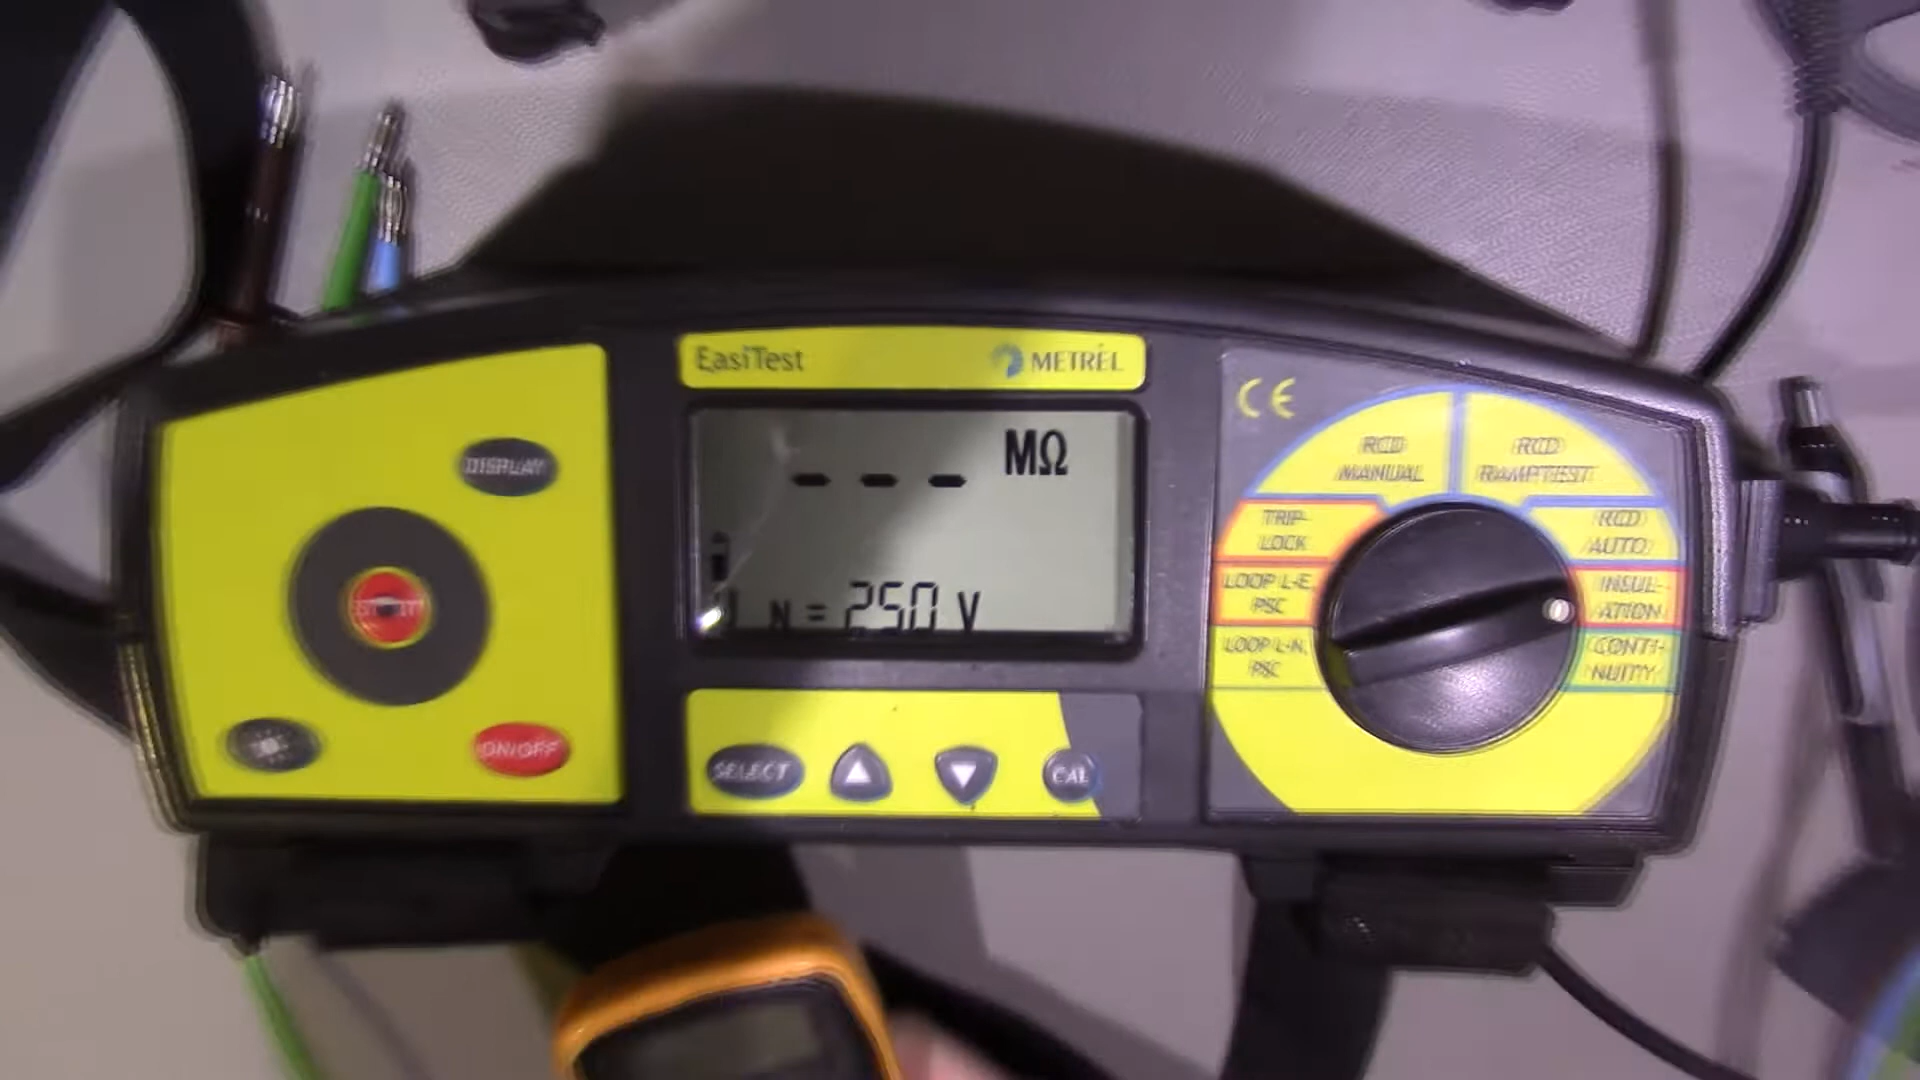 EasiTest METREL
CE
DISPLAY
START
ON/OFF
- - - MΩ
U N = 250 V
SELECT
CAL
RCD
MANUAL
RCD
RAMPTEST
TRIP-
LOCK
RCD
AUTO
LOOP L-E,
PSC
INSUL-
ATION
LOOP L-N,
PSC
CONTI-
NUITY